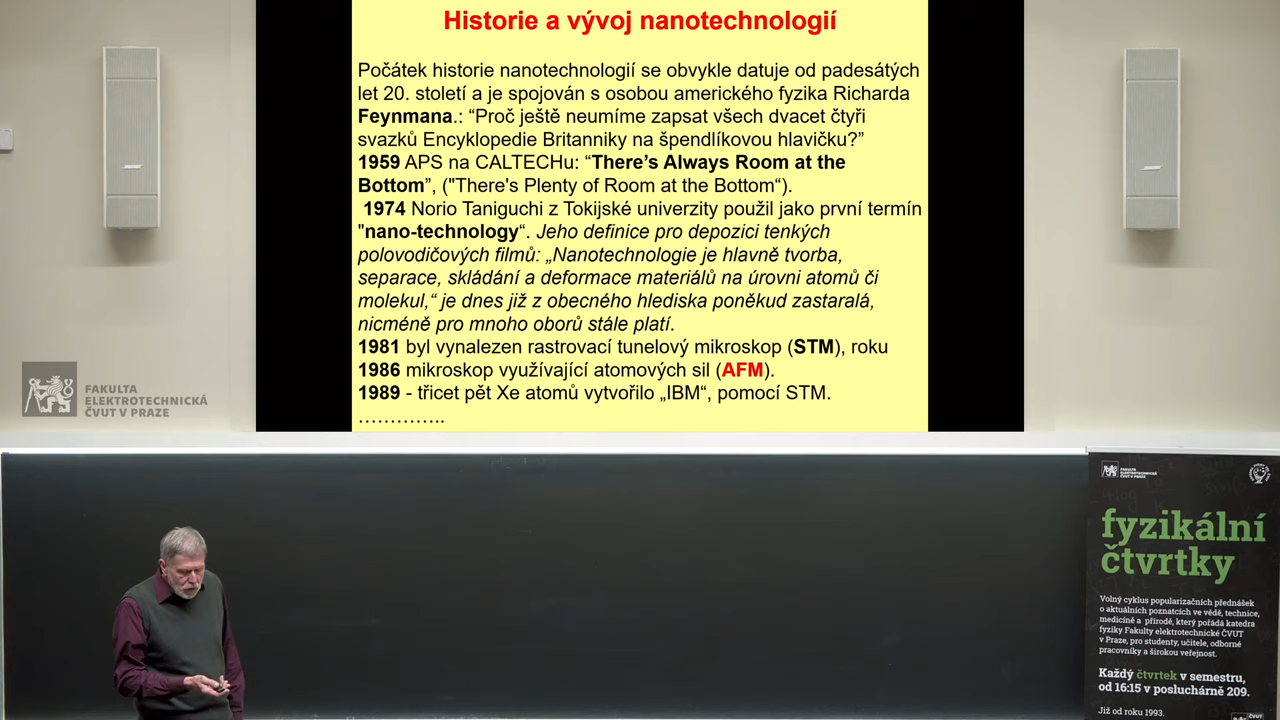 Historie a vývoj nanotechnologií
Počátek historie nanotechnologií se obvykle datuje od padesátých
let 20. století a je spojován s osobou amerického fyzika Richarda
Feynmana.: “Proč ještě neumíme zapsat všech dvacet čtyři
svazků Encyklopedie Britanniky na špendlíkovou hlavičku?”
1959 APS na CALTECHu: “There’s Always Room at the
Bottom”, ("There's Plenty of Room at the Bottom“).
1974 Norio Taniguchi z Tokijské univerzity použil jako první termín
"nano-technology“. Jeho definice pro depozici tenkých
polovodičových filmů: „Nanotechnologie je hlavně tvorba,
separace, skládání a deformace materiálů na úrovni atomů či
molekul,“ je dnes již z obecného hlediska poněkud zastaralá,
nicméně pro mnoho oborů stále platí.
1981 byl vynalezen rastrovací tunelový mikroskop (STM), roku
1986 mikroskop využívající atomových sil (AFM).
1989 - třicet pět Xe atomů vytvořilo „IBM“, pomocí STM.
…………..
FAKULTA
ELEKTROTECHNICKÁ
ČVUT V PRAZE
FAKULTA
ELEKTROTECHNICKÁ
ČVUT V PRAZE
fyzikální
čtvrtky
Volný cyklus popularizačních přednášek
o aktuálních poznatcích ve vědě, technice,
medicíně a přírodě, který pořádá katedra
fyziky Fakulty elektrotechnické ČVUT
v Praze, pro studenty, učitele, odborné
pracovníky a širokou veřejnost.
Každý čtvrtek v semestru,
od 16:15 v posluchárně 209.
Již od roku 1993.
ČVUT